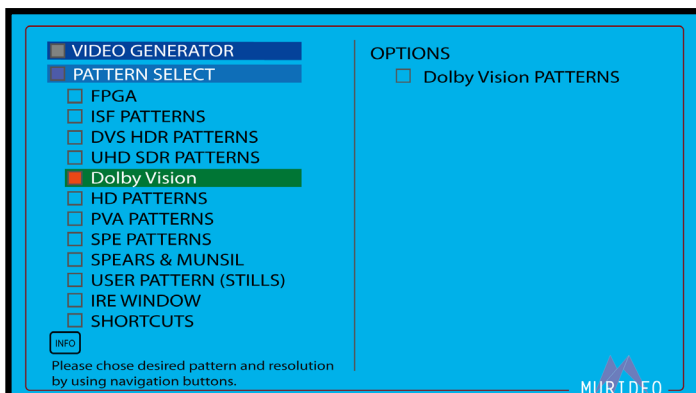 VIDEO GENERATOR
PATTERN SELECT
FPGA
ISF PATTERNS
DVS HDR PATTERNS
UHD SDR PATTERNS
Dolby Vision
HD PATTERNS
PVA PATTERNS
SPE PATTERNS
SPEARS & MUNSIL
USER PATTERN (STILLS)
IRE WINDOW
SHORTCUTS
INFO
Please chose desired pattern and resolution
by using navigation buttons.
OPTIONS
Dolby Vision PATTERNS
MURIDEO